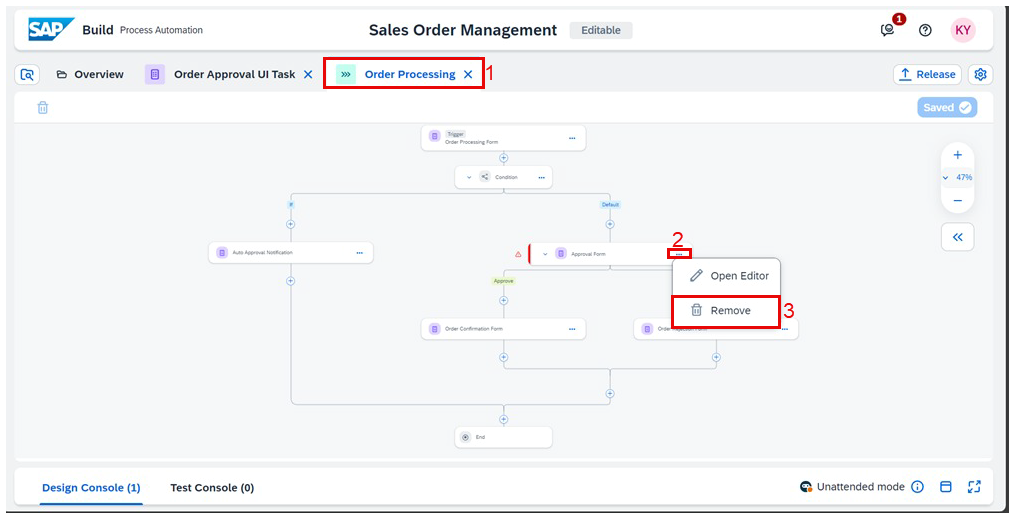 SAP Build Process Automation Sales Order Management Editable 1 KY
Overview Order Approval UI Task Order Processing 1 Release
Saved
Trigger
Order Processing Form
Condition
47%
If Default
2
Auto Approval Notification Approval Form
Open Editor
Approve
Remove 3
Order Confirmation Form Order
End
Design Console (1) Test Console (0) Unattended mode